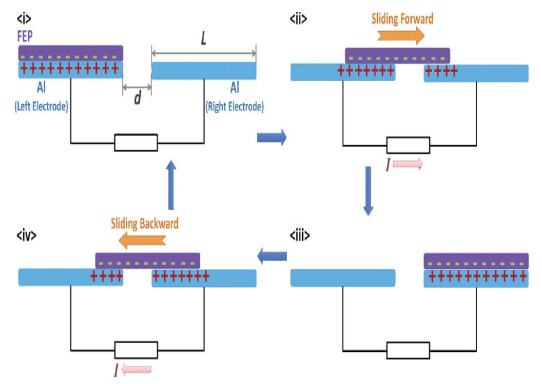 <i>
FEP
L
d
Al
(Left Electrode)
Al
(Right Electrode)
<ii>
Sliding Forward
I
<iv>
Sliding Backward
I
<iii>